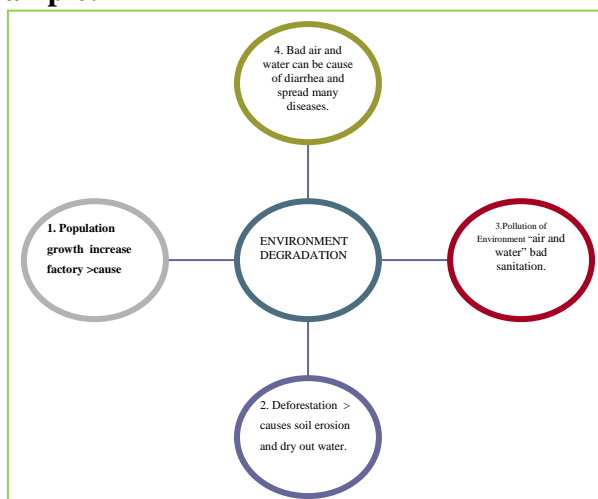 4. Bad air and
water can be cause
of diarrhea and
spread many
diseases.
1. Population
growth increase
factory >cause
ENVIRONMENT
DEGRADATION
3.Pollution of
Environment “air and
water” bad
sanitation.
2. Deforestation >
causes soil erosion
and dry out water.